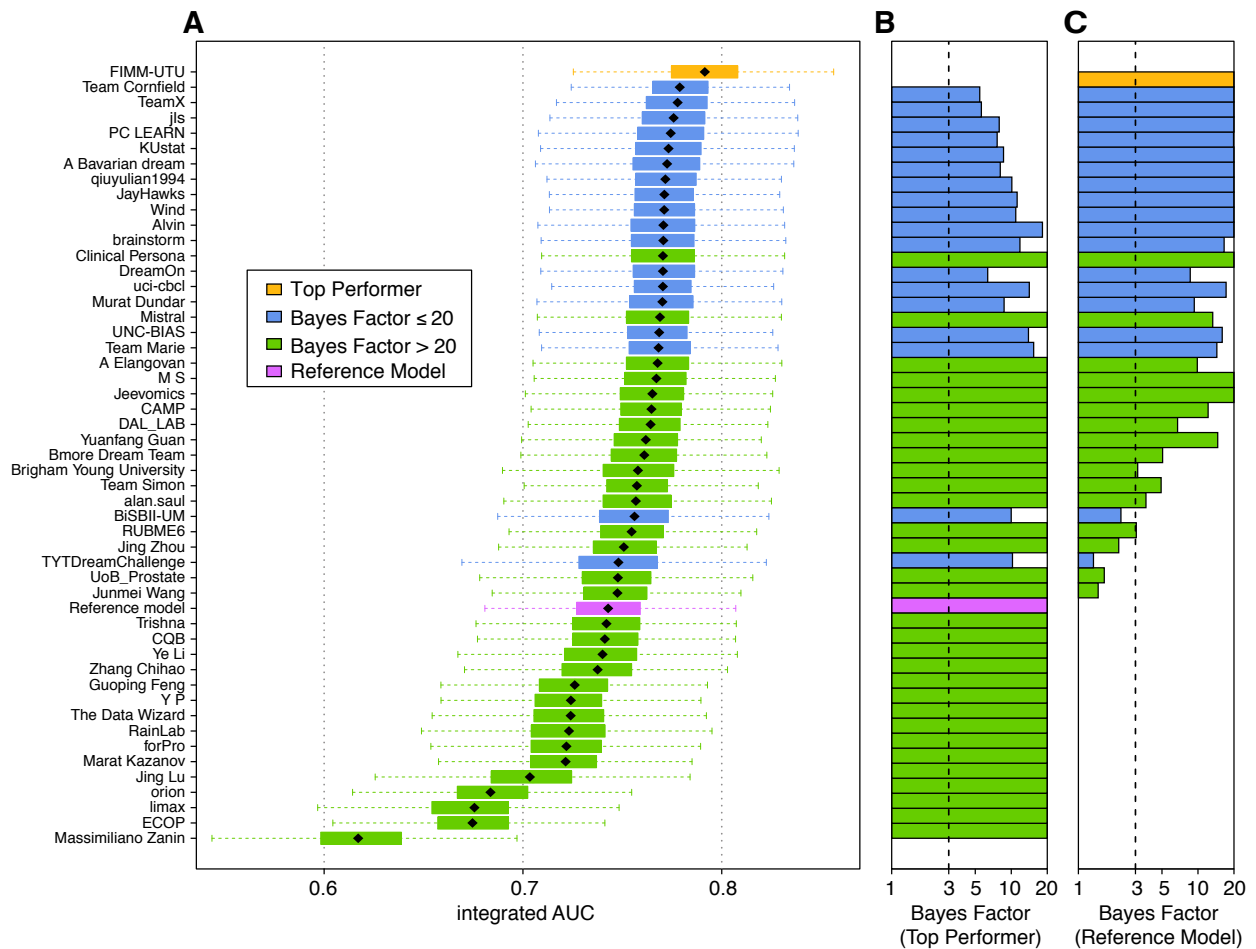 A
B
C
FIMM-UTU
Team Cornfield
TeamX
jls
PC LEARN
KUstat
A Bavarian dream
qiuyulian1994
JayHawks
Wind
Alvin
brainstorm
Clinical Persona
DreamOn
uci-cbcl
Murat Dundar
Mistral
UNC-BIAS
Team Marie
A Elangovan
M S
Jeevomics
CAMP
DAL_LAB
Yuanfang Guan
Bmore Dream Team
Brigham Young University
Team Simon
alan.saul
BiSBII-UM
RUBME6
Jing Zhou
TYTDreamChallenge
UoB_Prostate
Junmei Wang
Reference model
Trishna
CQB
Ye Li
Zhang Chihao
Guoping Feng
Y P
The Data Wizard
RainLab
forPro
Marat Kazanov
Jing Lu
orion
limax
ECOP
Massimiliano Zanin
Top Performer
Bayes Factor ≤ 20
Bayes Factor > 20
Reference Model
0.6 0.7 0.8
integrated AUC
1 3 5 10 20
Bayes Factor
(Top Performer)
1 3 5 10 20
Bayes Factor
(Reference Model)